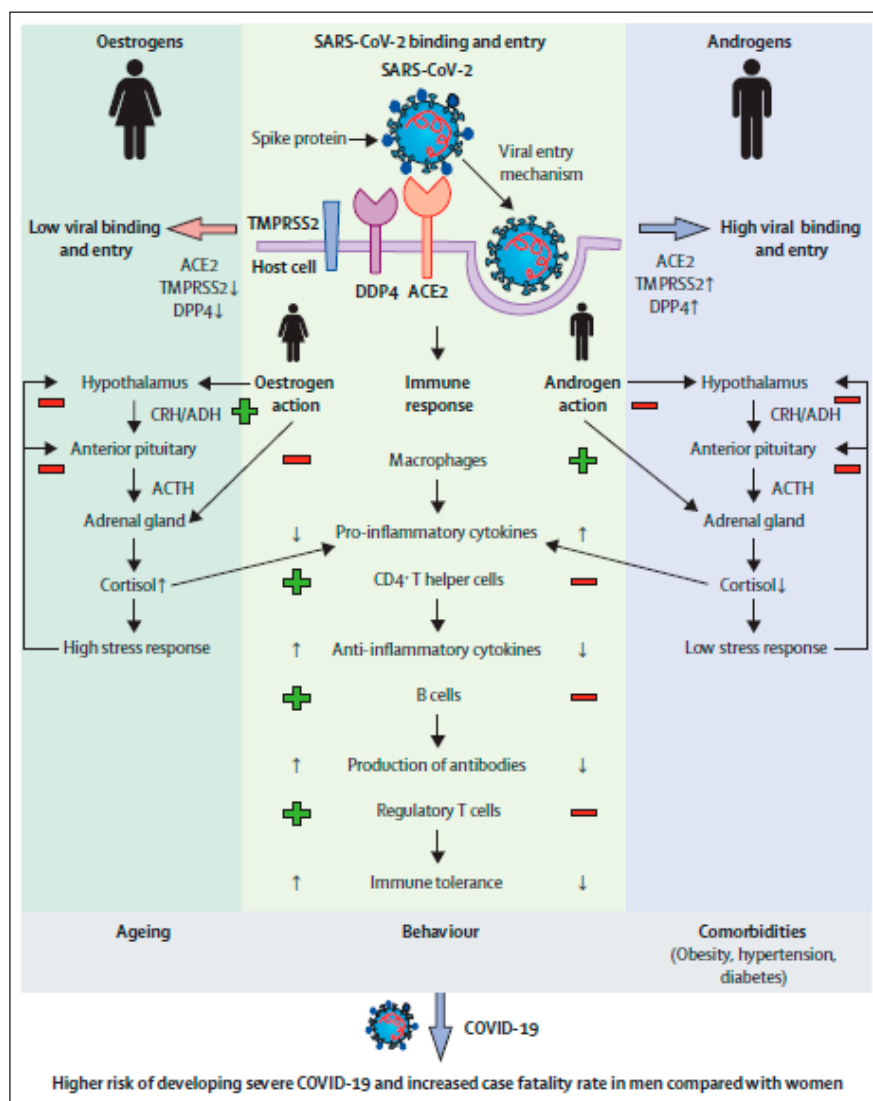 Oestrogens
SARS-CoV-2 binding and entry
Androgens
SARS-CoV-2
Spike protein
Viral entry
mechanism
Low viral binding
and entry
TMPRSS2
High viral binding
and entry
Host cell
ACE2
TMPRSS2↓
DPP4↓
DDP4 ACE2
ACE2
TMPRSS2↑
DPP4↑
Hypothalamus
Oestrogen
action
Immune
response
Androgen
action
Hypothalamus
CRH/ADH
CRH/ADH
Anterior pituitary
Macrophages
Anterior pituitary
ACTH
ACTH
Adrenal gland
↓ Pro-inflammatory cytokines ↑
Adrenal gland
Cortisol↑
CD4+ T helper cells
Cortisol↓
High stress response
↑ Anti-inflammatory cytokines ↓
Low stress response
B cells
↑ Production of antibodies ↓
Regulatory T cells
↑ Immune tolerance ↓
Ageing
Behaviour
Comorbidities
(Obesity, hypertension,
diabetes)
COVID-19
Higher risk of developing severe COVID-19 and increased case fatality rate in men compared with women